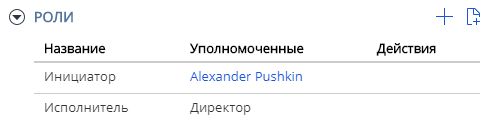 РОЛИ
Название Уполномоченные Действия
Инициатор Alexander Pushkin
Исполнитель Директор